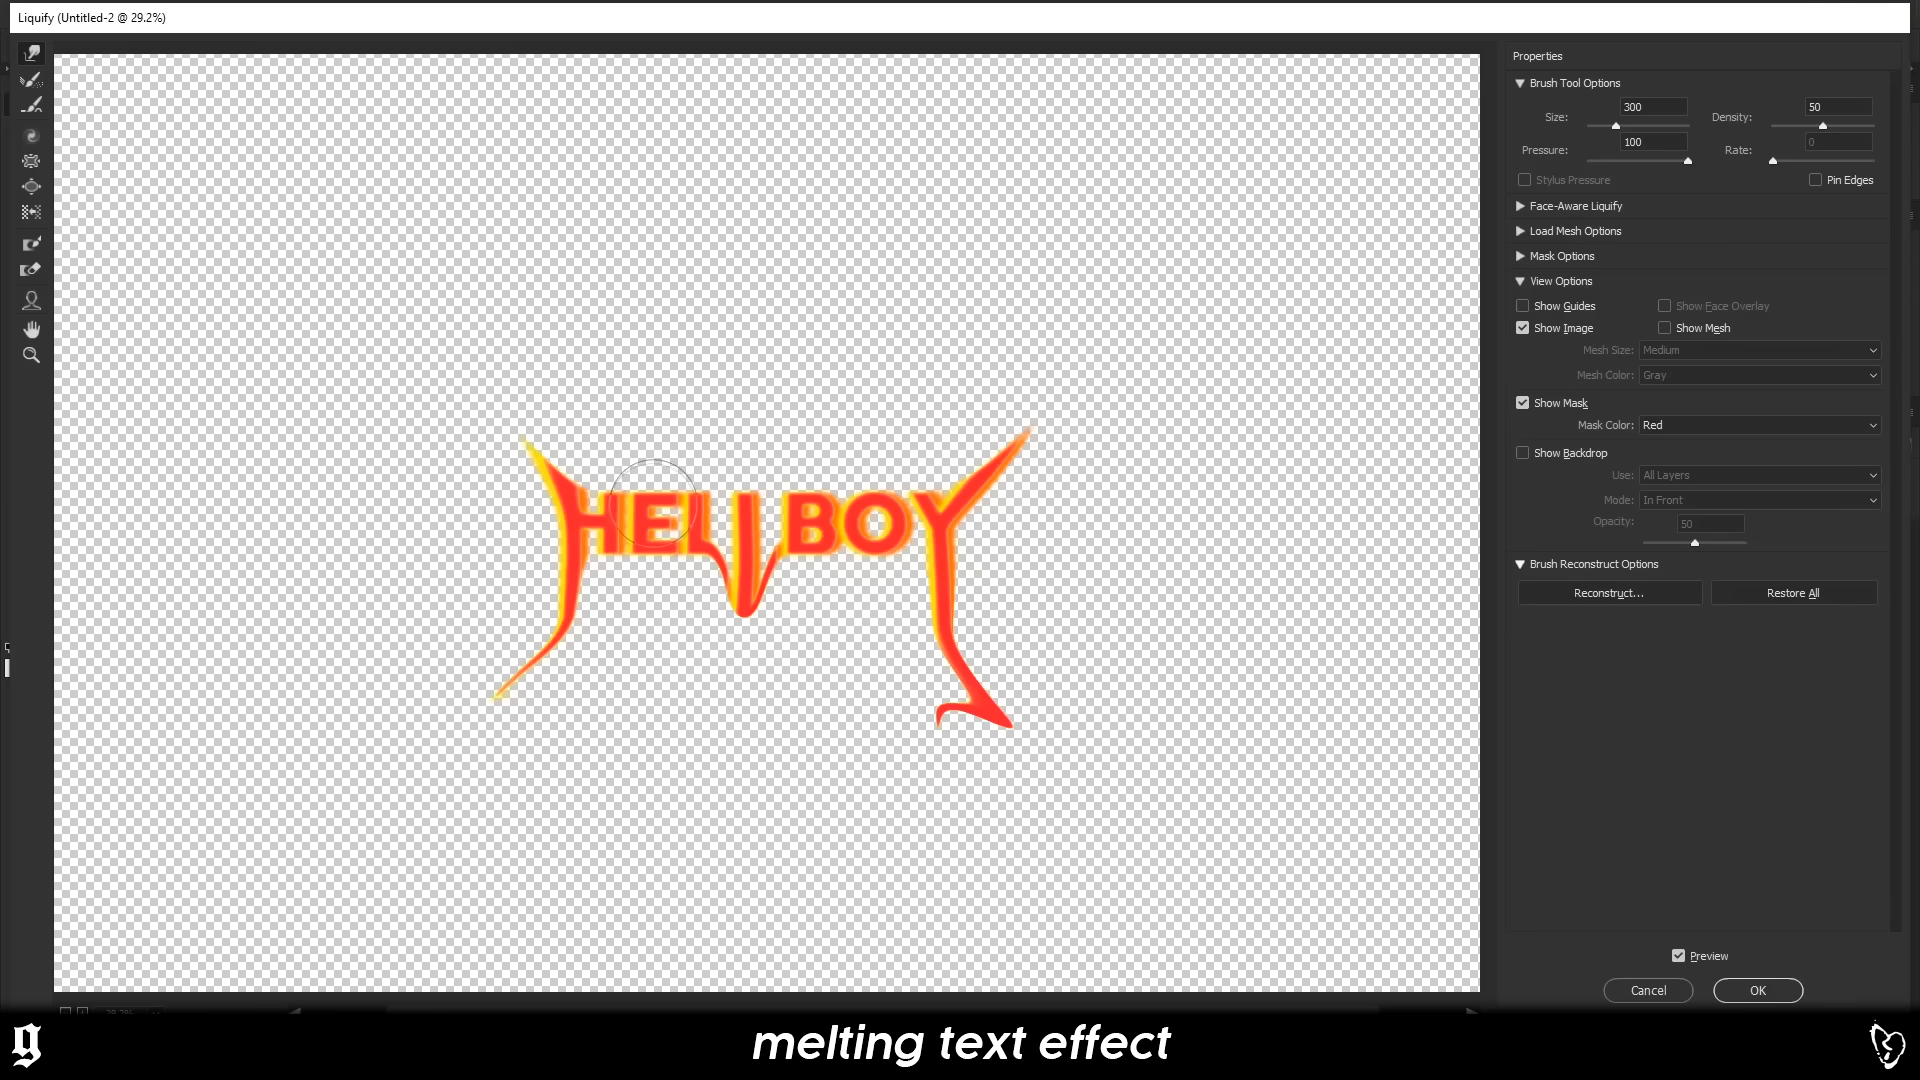 Liquify (Untitled-2 @ 29.2%)
Properties
Brush Tool Options
Size: 300 Density: 50
Pressure: 100 Rate: 0
Stylus Pressure Pin Edges
Face-Aware Liquify
Load Mesh Options
Mask Options
View Options
Show Guides Show Face Overlay
Show Image Show Mesh
Mesh Size: Medium
Mesh Color: Gray
Show Mask
Mask Color: Red
Show Backdrop
Use: All Layers
Mode: In Front
Opacity: 50
Brush Reconstruct Options
Reconstruct... Restore All
HELLBOY
Preview
Cancel OK
melting text effect
g